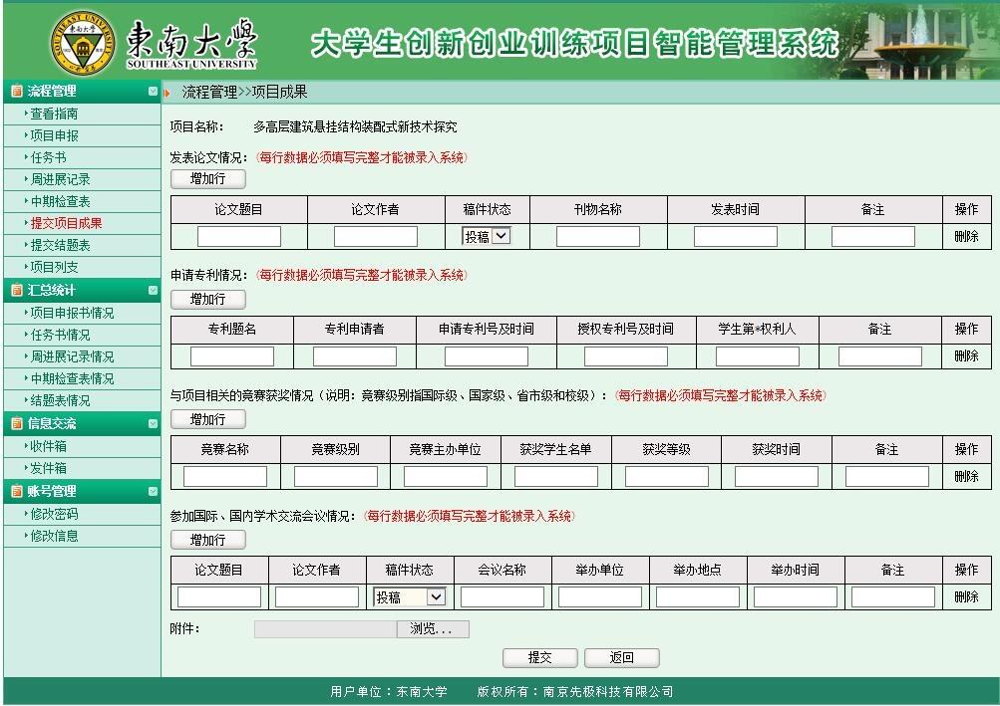 东南大学
SOUTHEAST UNIVERSITY
大学生创新创业训练项目智能管理系统
流程管理
查看指南
项目申报
任务书
周进展记录
中期检查表
提交项目成果
提交结题表
项目列支
汇总统计
项目申报书情况
任务书情况
周进展记录情况
中期检查表情况
结题表情况
信息交流
收件箱
发件箱
账号管理
修改密码
修改信息
流程管理>>项目成果
项目名称： 多高层建筑悬挂结构装配式新技术探究
发表论文情况：（每行数据必须填写完整才能被录入系统）
增加行
论文题目 论文作者 稿件状态 刊物名称 发表时间 备注 操作
投稿 删除
申请专利情况：（每行数据必须填写完整才能被录入系统）
增加行
专利题名 专利申请者 申请专利号及时间 授权专利号及时间 学生第*权利人 备注 操作
删除
与项目相关的竞赛获奖情况（说明：竞赛级别指国际级、国家级、省市级和校级）：（每行数据必须填写完整才能被录入系统）
增加行
竞赛名称 竞赛级别 竞赛主办单位 获奖学生名单 获奖等级 获奖时间 备注 操作
删除
参加国际、国内学术交流会议情况：（每行数据必须填写完整才能被录入系统）
增加行
论文题目 论文作者 稿件状态 会议名称 举办单位 举办地点 举办时间 备注 操作
投稿 删除
附件： 浏览...
提交 返回
用户单位：东南大学 版权所有：南京先极科技有限公司